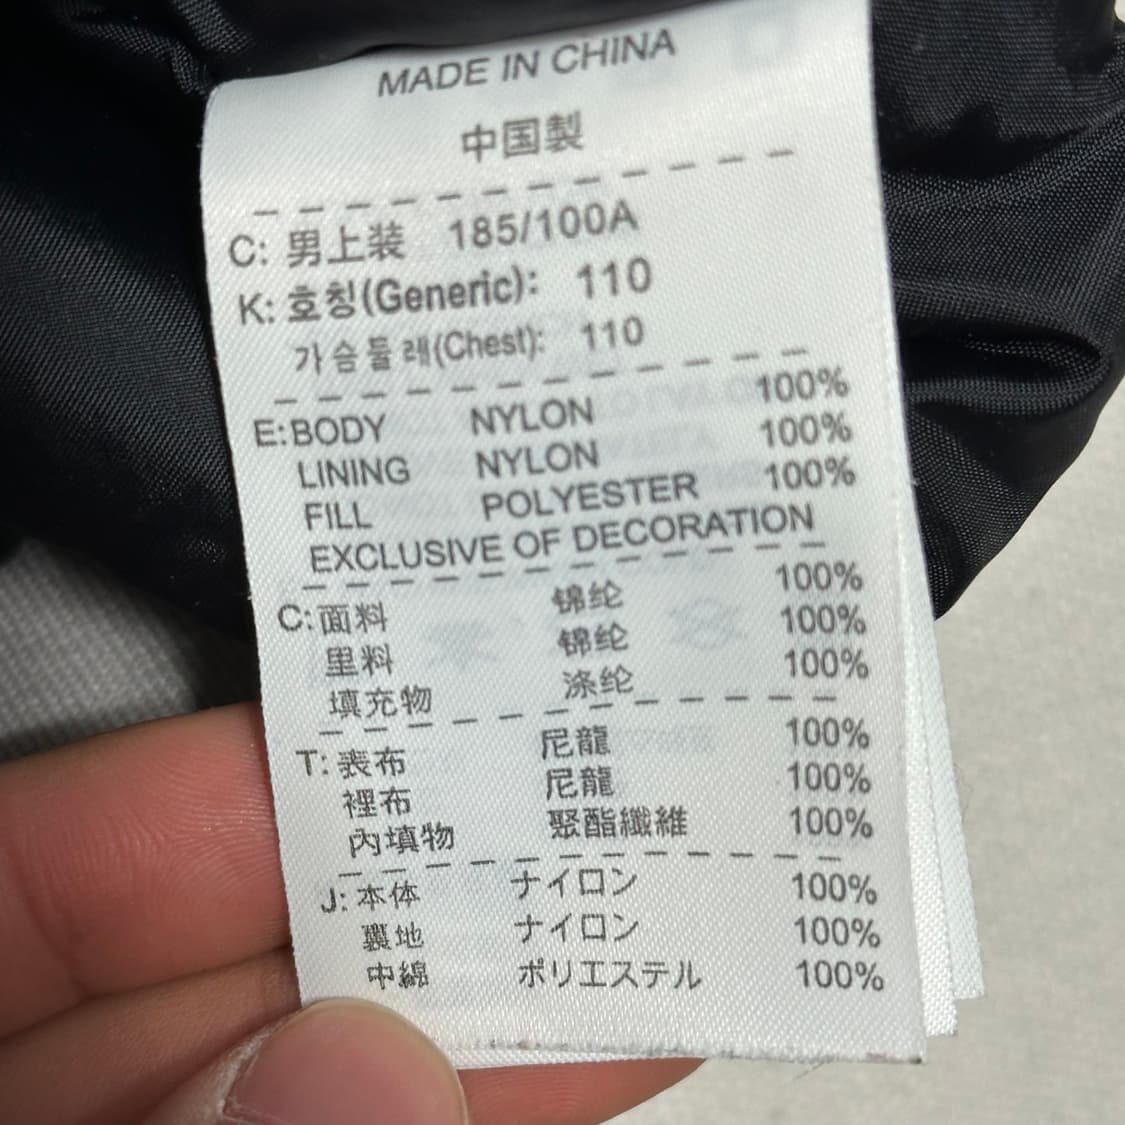 MADE IN CHINA
中国製
C: 男上装 185/100A
K: 호칭(Generic): 110
가슴둘레(Chest): 110
E: BODY NYLON 100%
LINING NYLON 100%
FILL POLYESTER 100%
EXCLUSIVE OF DECORATION
C: 面料 锦纶 100%
里料 锦纶 100%
填充物 涤纶 100%
T: 表布 尼龍 100%
裡布 尼龍 100%
內填物 聚酯纖維 100%
J: 本体 ナイロン 100%
裏地 ナイロン 100%
中綿 ポリエステル 100%